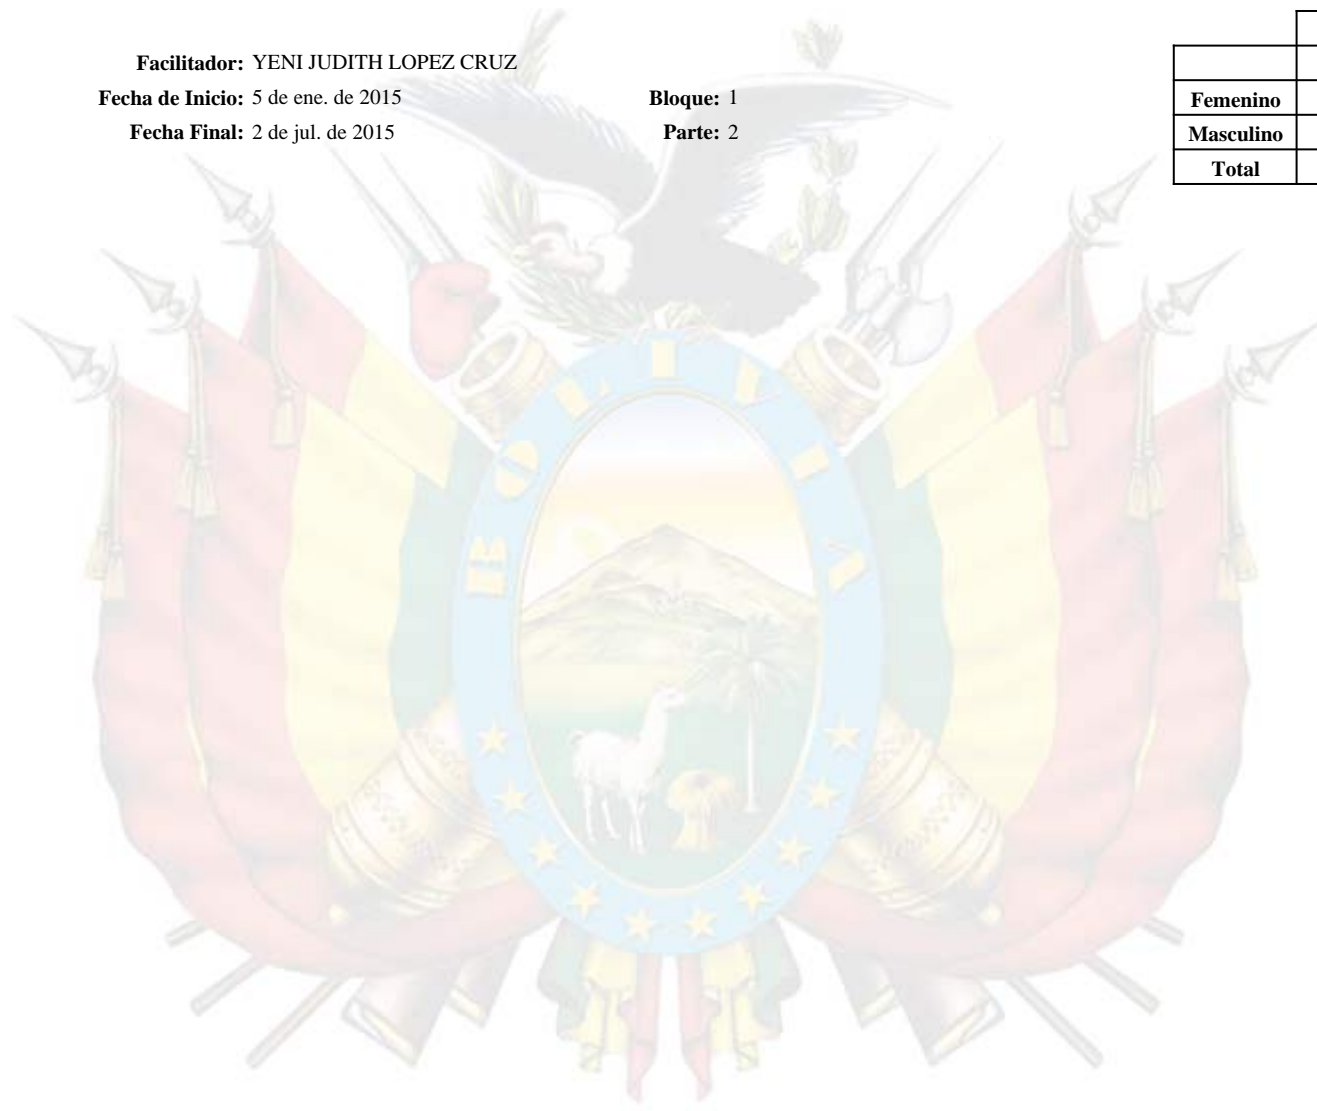 Facilitador: YENI JUDITH LOPEZ CRUZ
Fecha de Inicio: 5 de ene. de 2015 Bloque: 1
Fecha Final: 2 de jul. de 2015 Parte: 2
Femenino
Masculino
Total
BOLIVIA